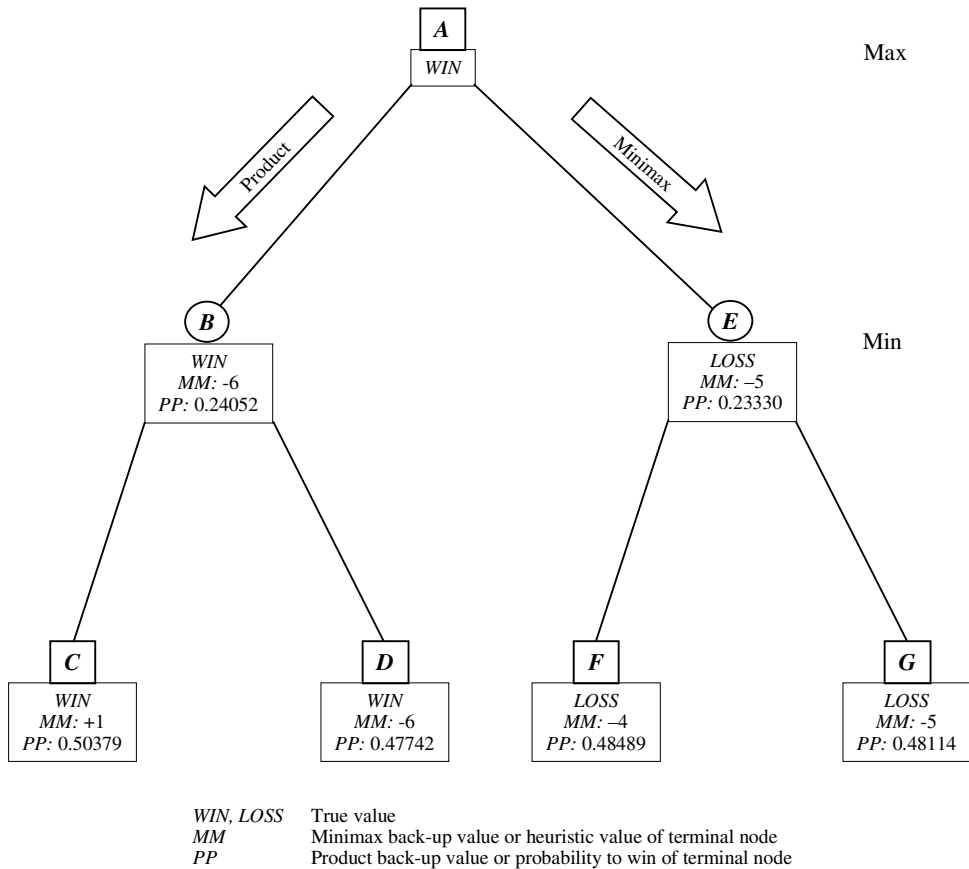 A
Max
WIN
Product
Minimax
B
E
Min
WIN
MM: -6
PP: 0.24052
LOSS
MM: –5
PP: 0.23330
C
D
F
G
WIN
MM: +1
PP: 0.50379
WIN
MM: -6
PP: 0.47742
LOSS
MM: –4
PP: 0.48489
LOSS
MM: -5
PP: 0.48114
WIN, LOSS True value
MM Minimax back-up value or heuristic value of terminal node
PP Product back-up value or probability to win of terminal node